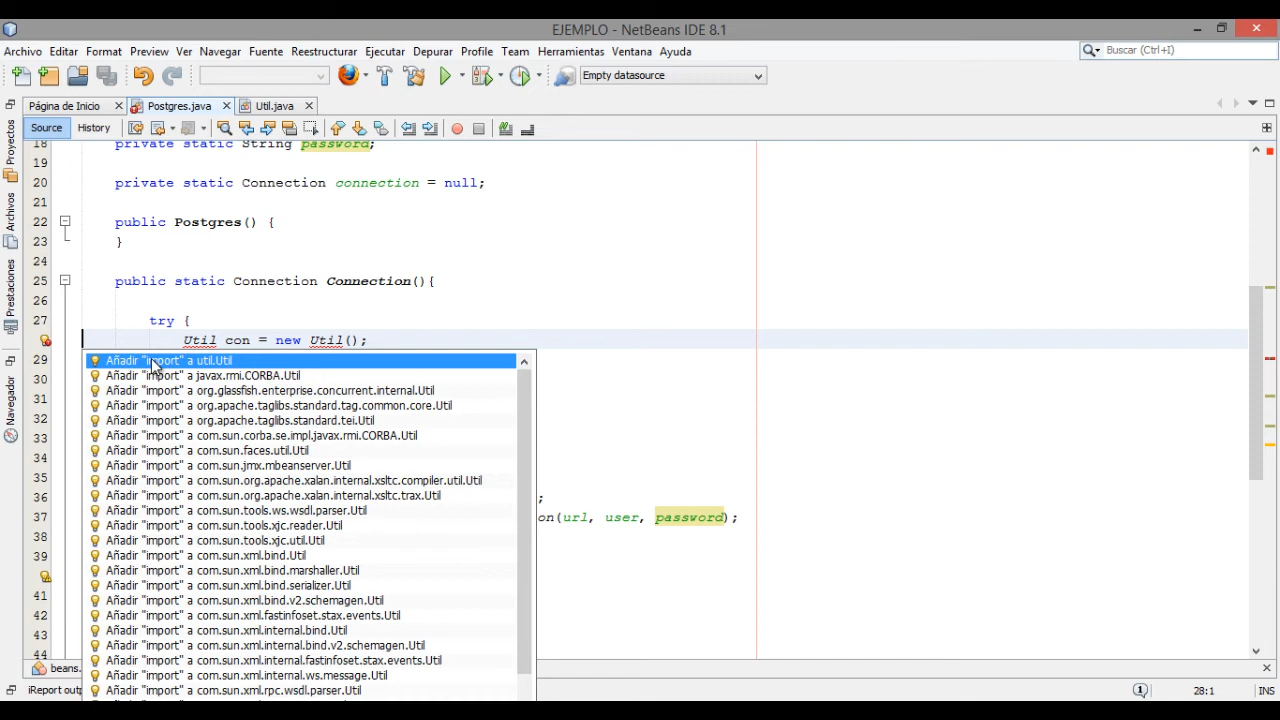 EJEMPLO - NetBeans IDE 8.1
Archivo Editar Format Preview Ver Navegar Fuente Reestructurar Ejecutar Depurar Profile Team Herramientas Ventana Ayuda
Buscar (Ctrl+I)
Empty datasource
Página de Inicio Postgres.java Util.java
Source History
Proyectos
Archivos
Prestaciones
Navegador
18 private static String password;
19
20 private static Connection connection = null;
21
22 public Postgres() {
23 }
24
25 public static Connection Connection(){
26
27 try {
Util con = new Util();
29 Añadir "import" a util.Util
Añadir "import" a javax.rmi.CORBA.Util
30 Añadir "import" a org.glassfish.enterprise.concurrent.internal.Util
31 Añadir "import" a org.apache.taglibs.standard.tag.common.core.Util
32 Añadir "import" a org.apache.taglibs.standard.tei.Util
33 Añadir "import" a com.sun.corba.se.impl.javax.rmi.CORBA.Util
34 Añadir "import" a com.sun.faces.util.Util
Añadir "import" a com.sun.jmx.mbeanserver.Util
35 Añadir "import" a com.sun.org.apache.xalan.internal.xsltc.compiler.util.Util
36 Añadir "import" a com.sun.org.apache.xalan.internal.xsltc.trax.Util ;
37 Añadir "import" a com.sun.tools.ws.wsdl.parser.Util on(url, user, password);
Añadir "import" a com.sun.tools.xjc.reader.Util
38 Añadir "import" a com.sun.tools.xjc.util.Util
39 Añadir "import" a com.sun.xml.bind.Util
Añadir "import" a com.sun.xml.bind.marshaller.Util
Añadir "import" a com.sun.xml.bind.serializer.Util
41 Añadir "import" a com.sun.xml.bind.v2.schemagen.Util
42 Añadir "import" a com.sun.xml.fastinfoset.stax.events.Util
43 Añadir "import" a com.sun.xml.internal.bind.Util
Añadir "import" a com.sun.xml.internal.bind.v2.schemagen.Util
44 Añadir "import" a com.sun.xml.internal.fastinfoset.stax.events.Util
beans. Añadir "import" a com.sun.xml.internal.ws.message.Util
iReport outp Añadir "import" a com.sun.xml.rpc.wsdl.parser.Util
1 28:1 INS